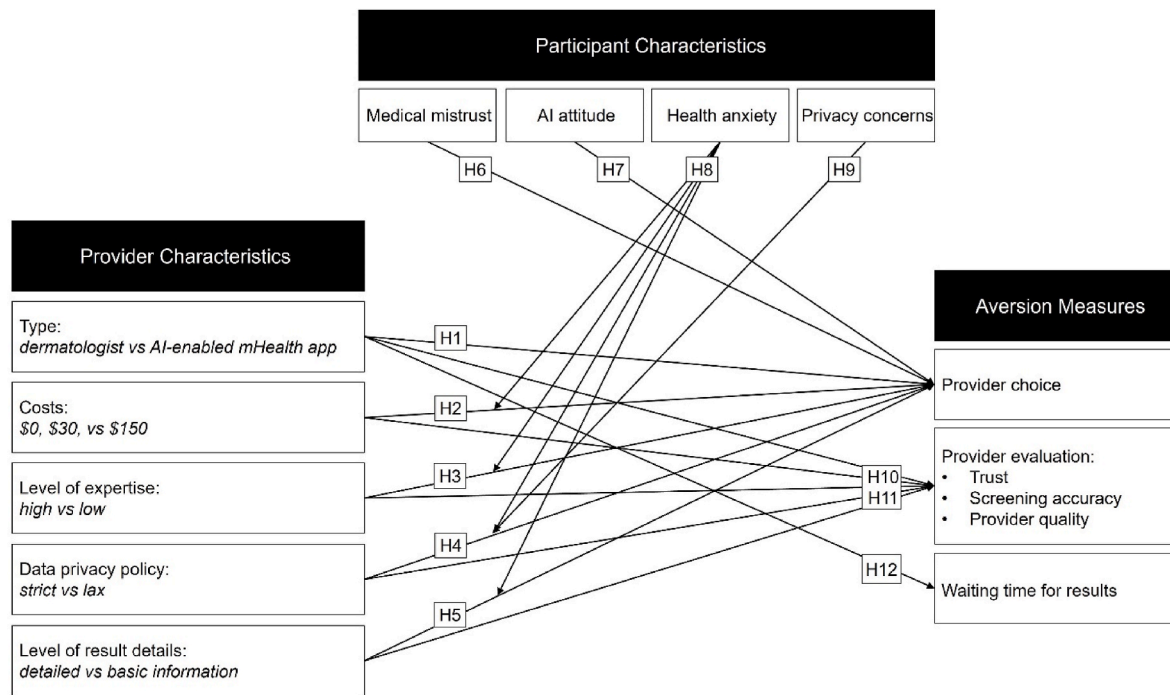 Participant Characteristics
Medical mistrust
AI attitude
Health anxiety
Privacy concerns
H6
H7
H8
H9
Provider Characteristics
Type:
dermatologist vs AI-enabled mHealth app
Costs:
$0, $30, vs $150
Level of expertise:
high vs low
Data privacy policy:
strict vs lax
Level of result details:
detailed vs basic information
H1
H2
H3
H4
H5
H10
H11
H12
Aversion Measures
Provider choice
Provider evaluation:
• Trust
• Screening accuracy
• Provider quality
Waiting time for results